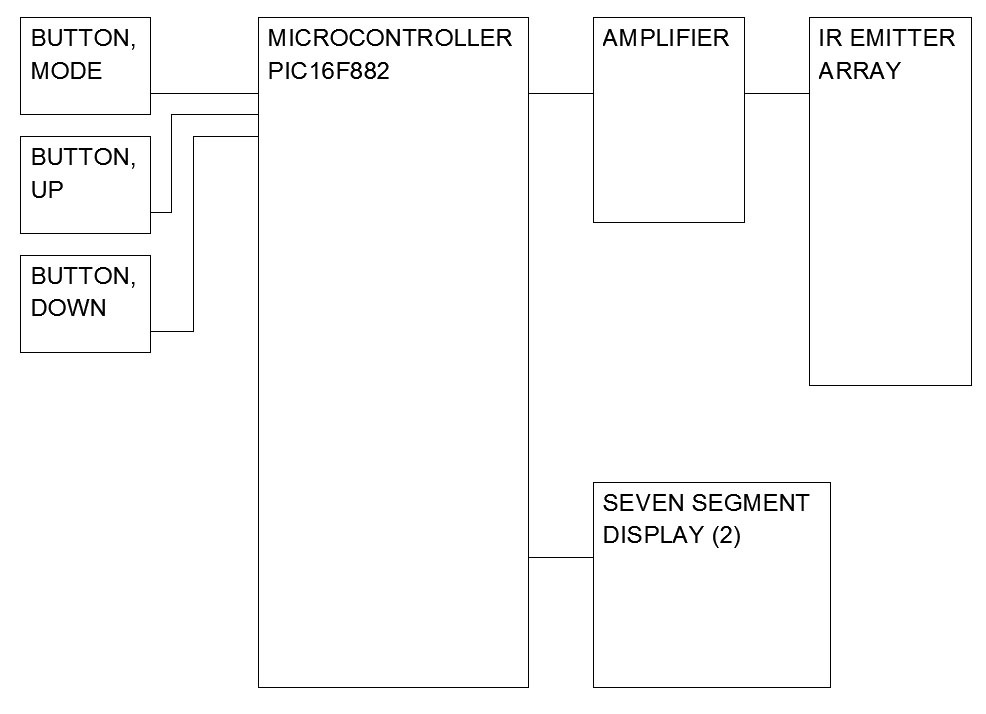 BUTTON,
MODE
BUTTON,
UP
BUTTON,
DOWN
MICROCONTROLLER
PIC16F882
AMPLIFIER
IR EMITTER
ARRAY
SEVEN SEGMENT
DISPLAY (2)